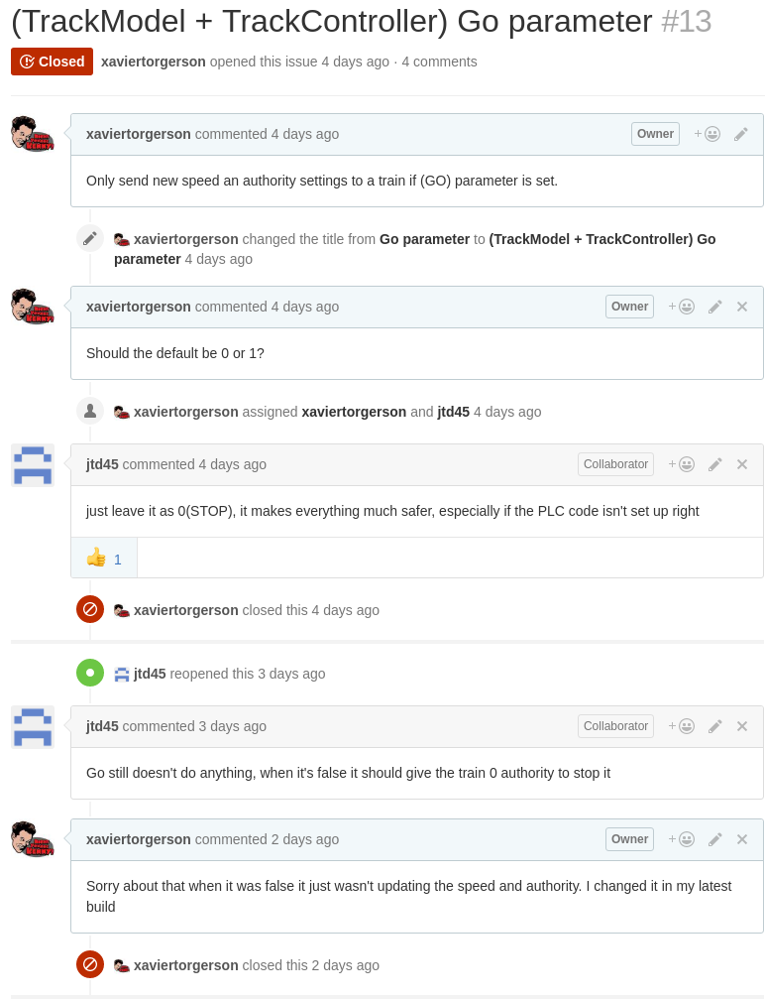 (TrackModel + TrackController) Go parameter #13
Closed xaviertorgerson opened this issue 4 days ago · 4 comments
xaviertorgerson commented 4 days ago Owner +
Only send new speed an authority settings to a train if (GO) parameter is set.
xaviertorgerson changed the title from Go parameter to (TrackModel + TrackController) Go
parameter 4 days ago
xaviertorgerson commented 4 days ago Owner +
Should the default be 0 or 1?
xaviertorgerson assigned xaviertorgerson and jtd45 4 days ago
jtd45 commented 4 days ago Collaborator +
just leave it as 0(STOP), it makes everything much safer, especially if the PLC code isn't set up right
👍 1
xaviertorgerson closed this 4 days ago
jtd45 reopened this 3 days ago
jtd45 commented 3 days ago Collaborator +
Go still doesn't do anything, when it's false it should give the train 0 authority to stop it
xaviertorgerson commented 2 days ago Owner +
Sorry about that when it was false it just wasn't updating the speed and authority. I changed it in my latest
build
xaviertorgerson closed this 2 days ago